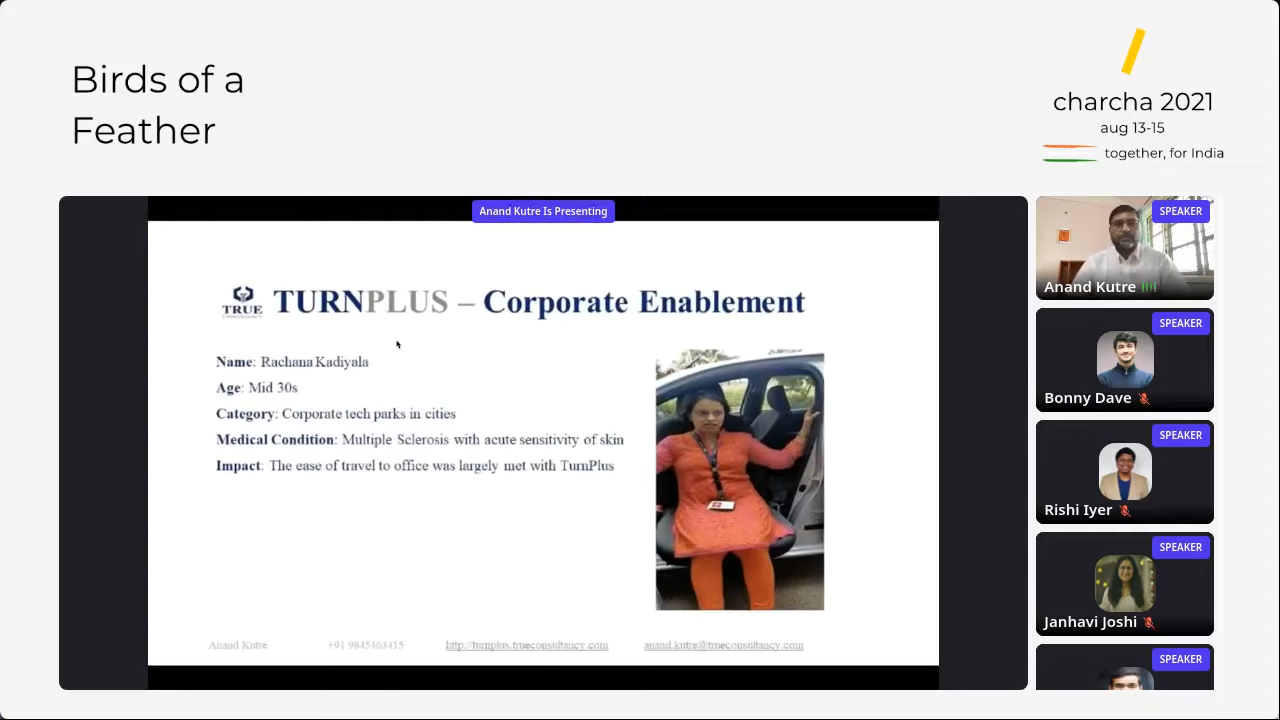 Birds of a
Feather
charcha 2021
aug 13-15
together, for India
Anand Kutre Is Presenting
TRUE
TURNPLUS – Corporate Enablement
Name: Rachana Kadiyala
Age: Mid 30s
Category: Corporate tech parks in cities
Medical Condition: Multiple Sclerosis with acute sensitivity of skin
Impact: The ease of travel to office was largely met with TurnPlus
Anand Kutre
http://turnplus.trueconsultancy.com
anand.kutre@trueconsultancy.com
SPEAKER
Anand Kutre
SPEAKER
Bonny Dave
SPEAKER
Rishi Iyer
SPEAKER
Janhavi Joshi
SPEAKER